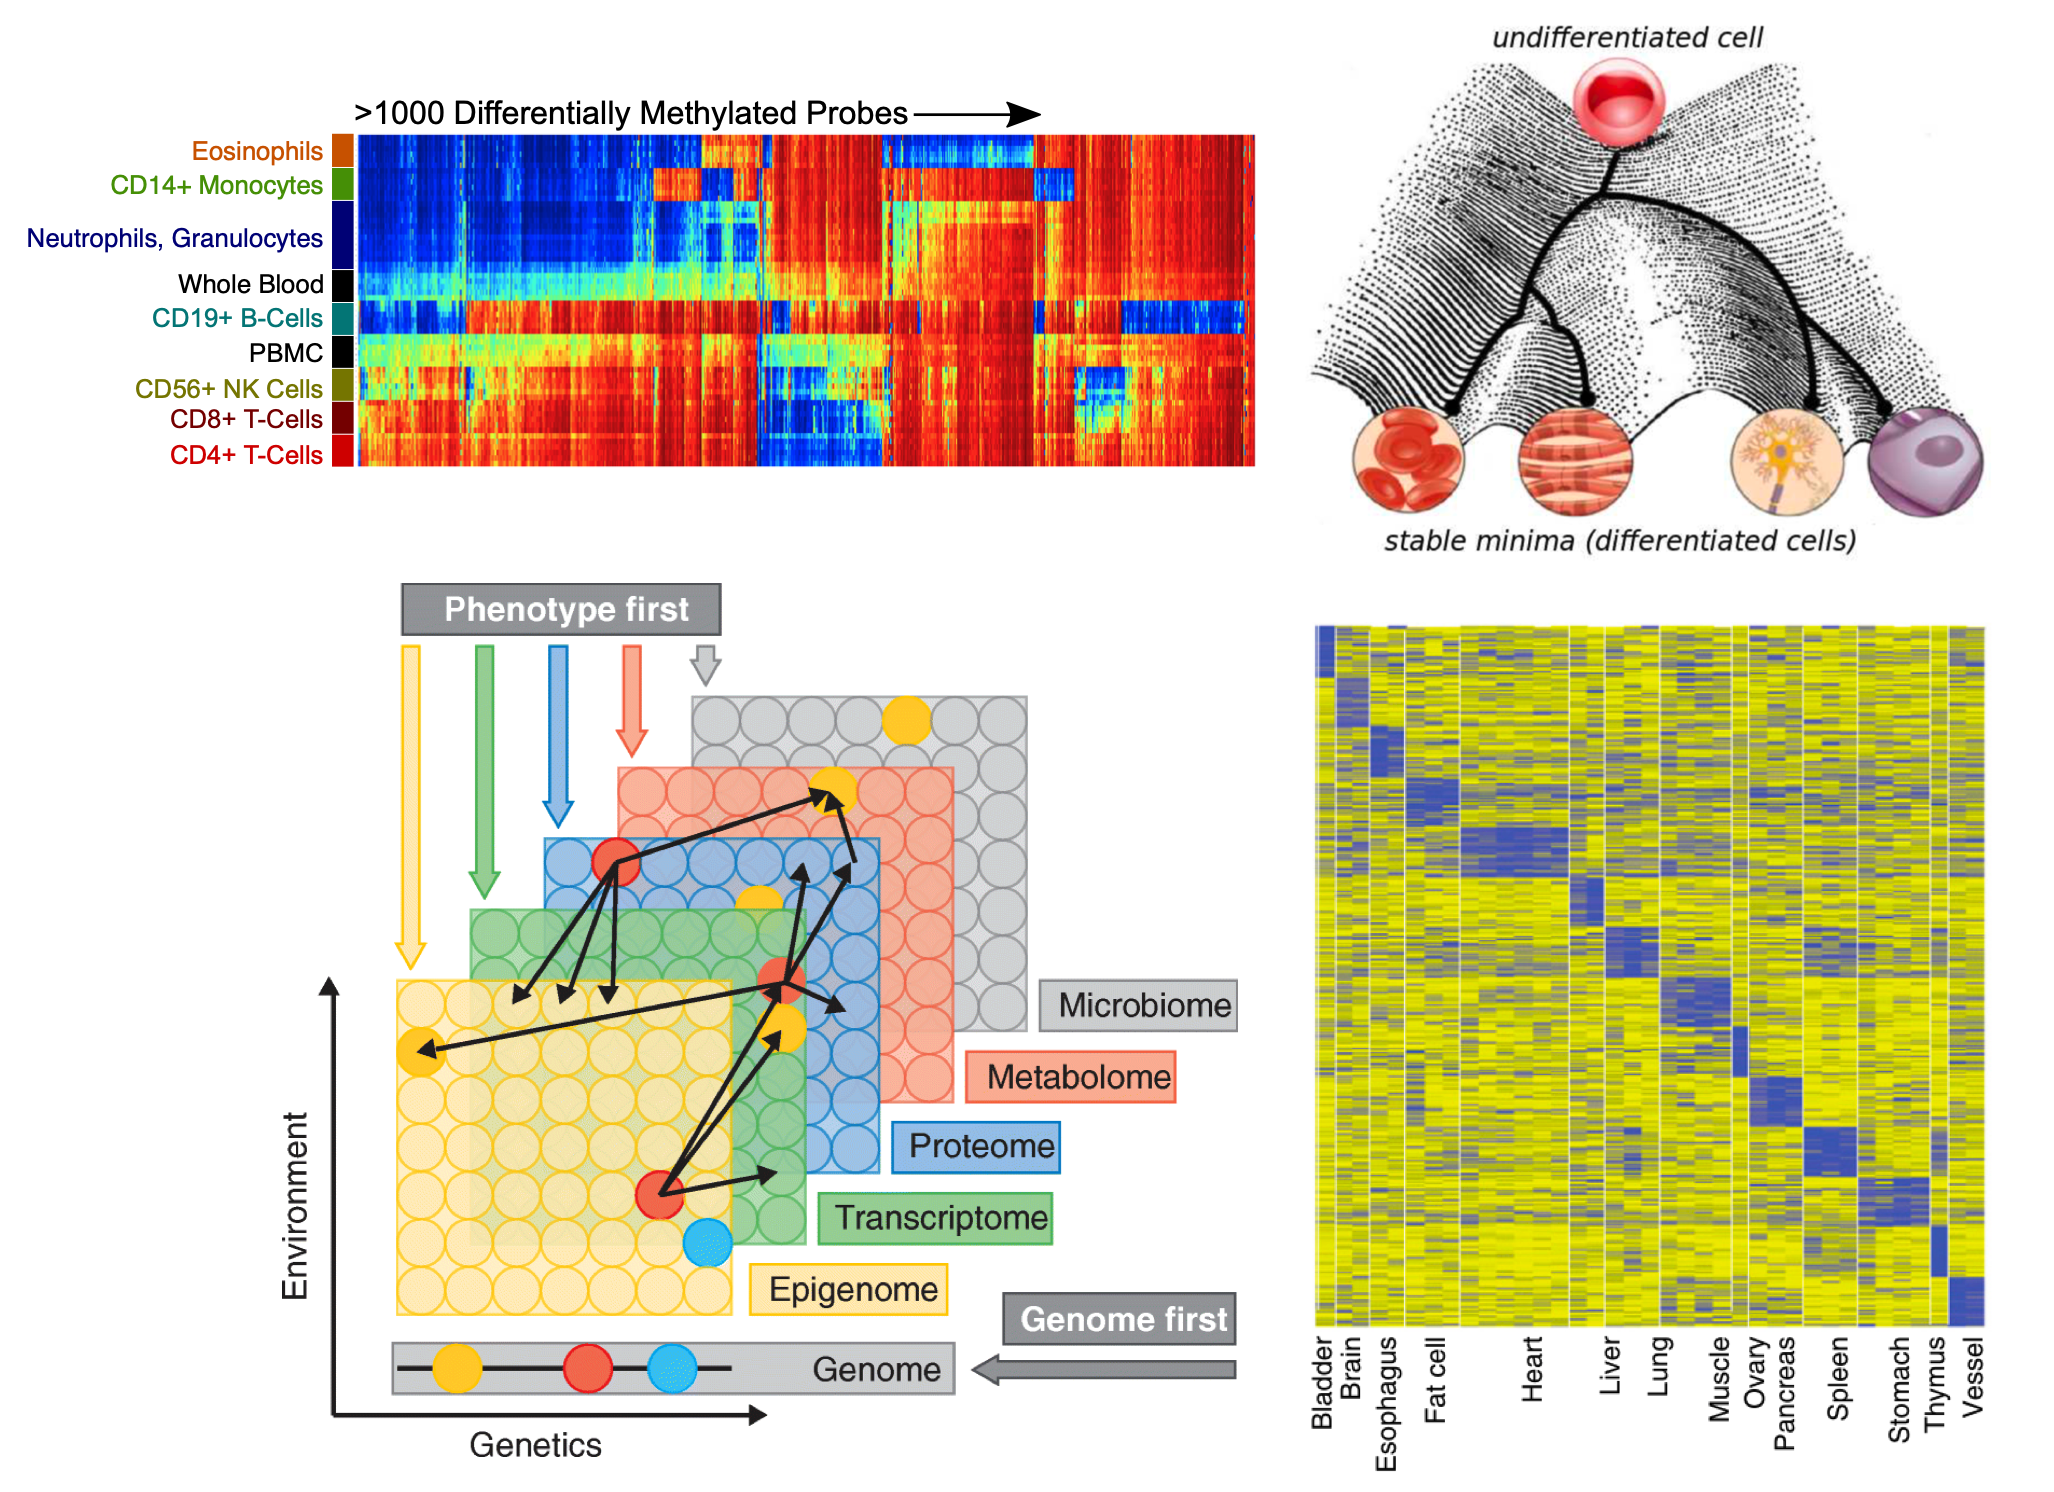 >1000 Differentially Methylated Probes
Eosinophils
CD14+ Monocytes
Neutrophils, Granulocytes
Whole Blood
CD19+ B-Cells
PBMC
CD56+ NK Cells
CD8+ T-Cells
CD4+ T-Cells
undifferentiated cell
stable minima (differentiated cells)
Phenotype first
Microbiome
Metabolome
Proteome
Transcriptome
Epigenome
Genome first
Genome
Environment
Genetics
Bladder
Brain
Esophagus
Fat cell
Heart
Liver
Lung
Muscle
Ovary
Pancreas
Spleen
Stomach
Thymus
Vessel